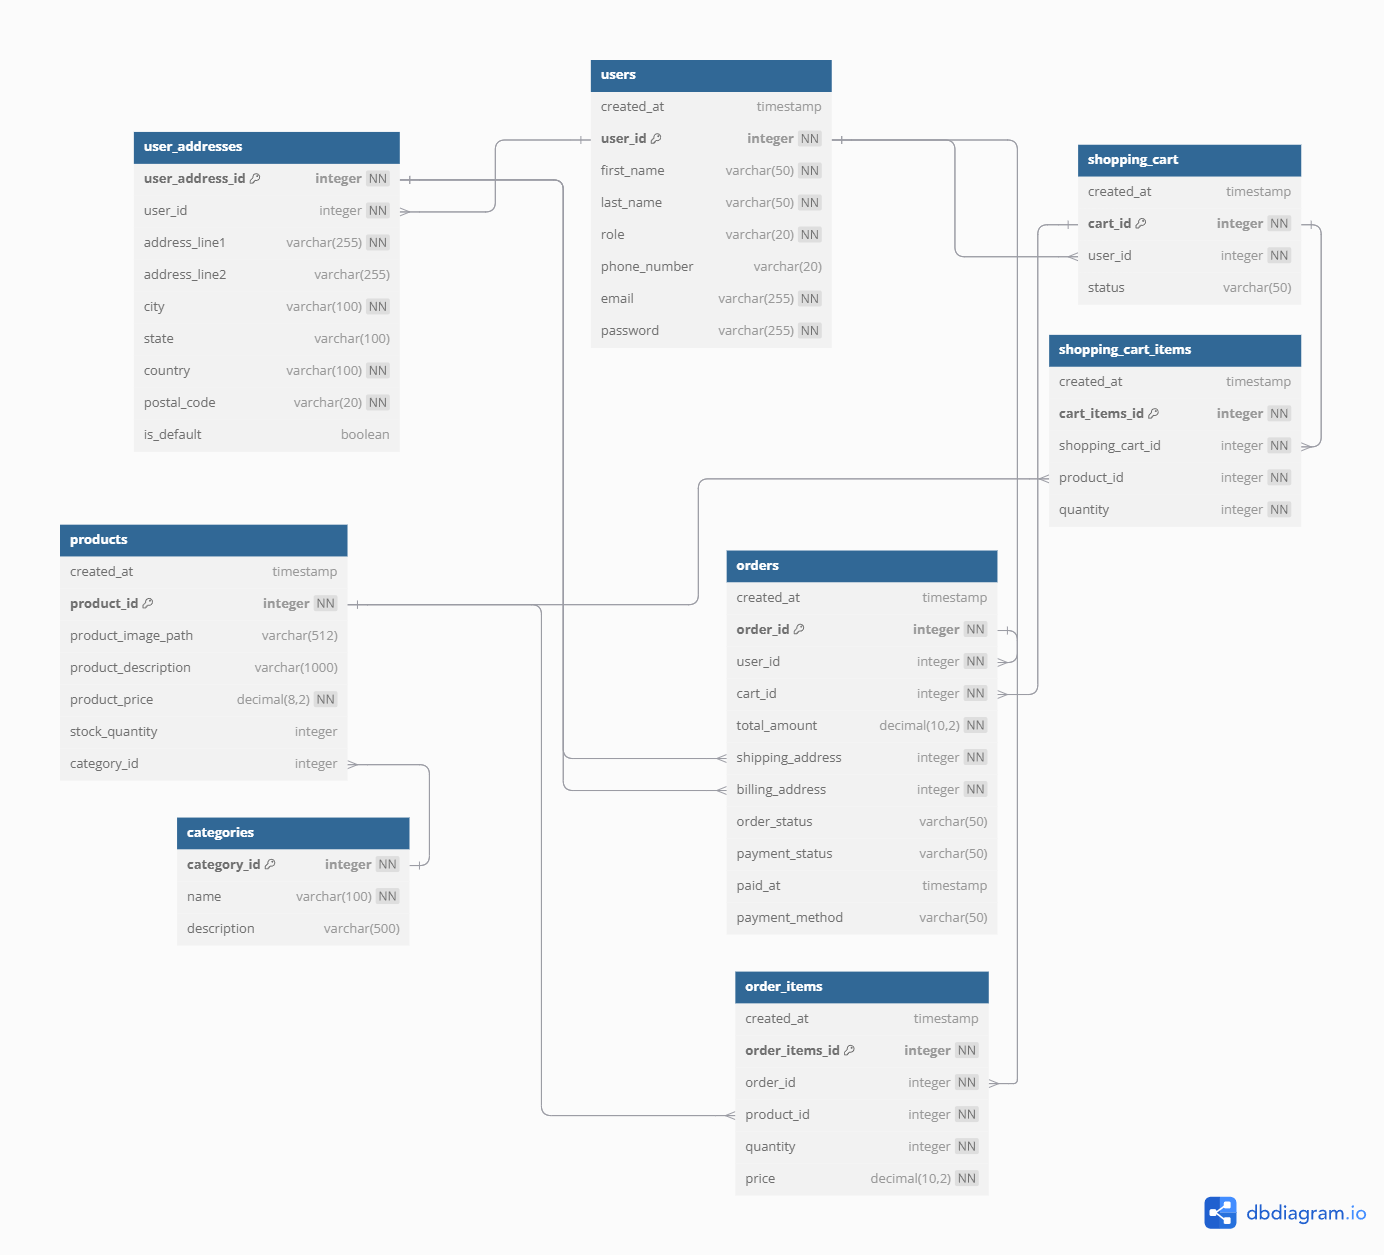 users
created_at timestamp
user_id integer NN
first_name varchar(50) NN
last_name varchar(50) NN
role varchar(20) NN
phone_number varchar(20)
email varchar(255) NN
password varchar(255) NN
user_addresses
user_address_id integer NN
user_id integer NN
address_line1 varchar(255) NN
address_line2 varchar(255)
city varchar(100) NN
state varchar(100)
country varchar(100) NN
postal_code varchar(20) NN
is_default boolean
shopping_cart
created_at timestamp
cart_id integer NN
user_id integer NN
status varchar(50)
shopping_cart_items
created_at timestamp
cart_items_id integer NN
shopping_cart_id integer NN
product_id integer NN
quantity integer NN
products
created_at timestamp
product_id integer NN
product_image_path varchar(512)
product_description varchar(1000)
product_price decimal(8,2) NN
stock_quantity integer
category_id integer
orders
created_at timestamp
order_id integer NN
user_id integer NN
cart_id integer NN
total_amount decimal(10,2) NN
shipping_address integer NN
billing_address integer NN
order_status varchar(50)
payment_status varchar(50)
paid_at timestamp
payment_method varchar(50)
categories
category_id integer NN
name varchar(100) NN
description varchar(500)
order_items
created_at timestamp
order_items_id integer NN
order_id integer NN
product_id integer NN
quantity integer NN
price decimal(10,2) NN
dbdiagram.io